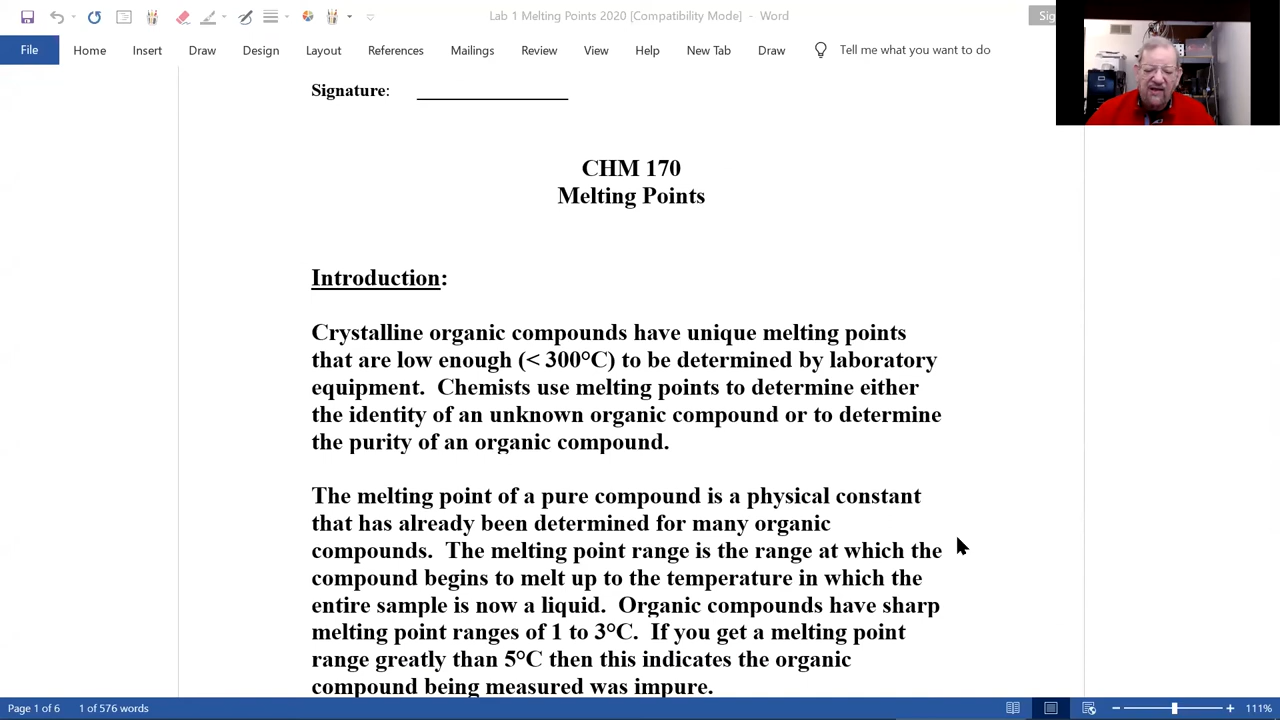 Lab 1 Melting Points 2020 [Compatibility Mode] - Word
Sig
File Home Insert Draw Design Layout References Mailings Review View Help New Tab Draw Tell me what you want to do
Signature:
CHM 170
Melting Points
Introduction:
Crystalline organic compounds have unique melting points
that are low enough (< 300°C) to be determined by laboratory
equipment. Chemists use melting points to determine either
the identity of an unknown organic compound or to determine
the purity of an organic compound.
The melting point of a pure compound is a physical constant
that has already been determined for many organic
compounds. The melting point range is the range at which the
compound begins to melt up to the temperature in which the
entire sample is now a liquid. Organic compounds have sharp
melting point ranges of 1 to 3°C. If you get a melting point
range greatly than 5°C then this indicates the organic
compound being measured was impure.
Page 1 of 6 1 of 576 words 111%